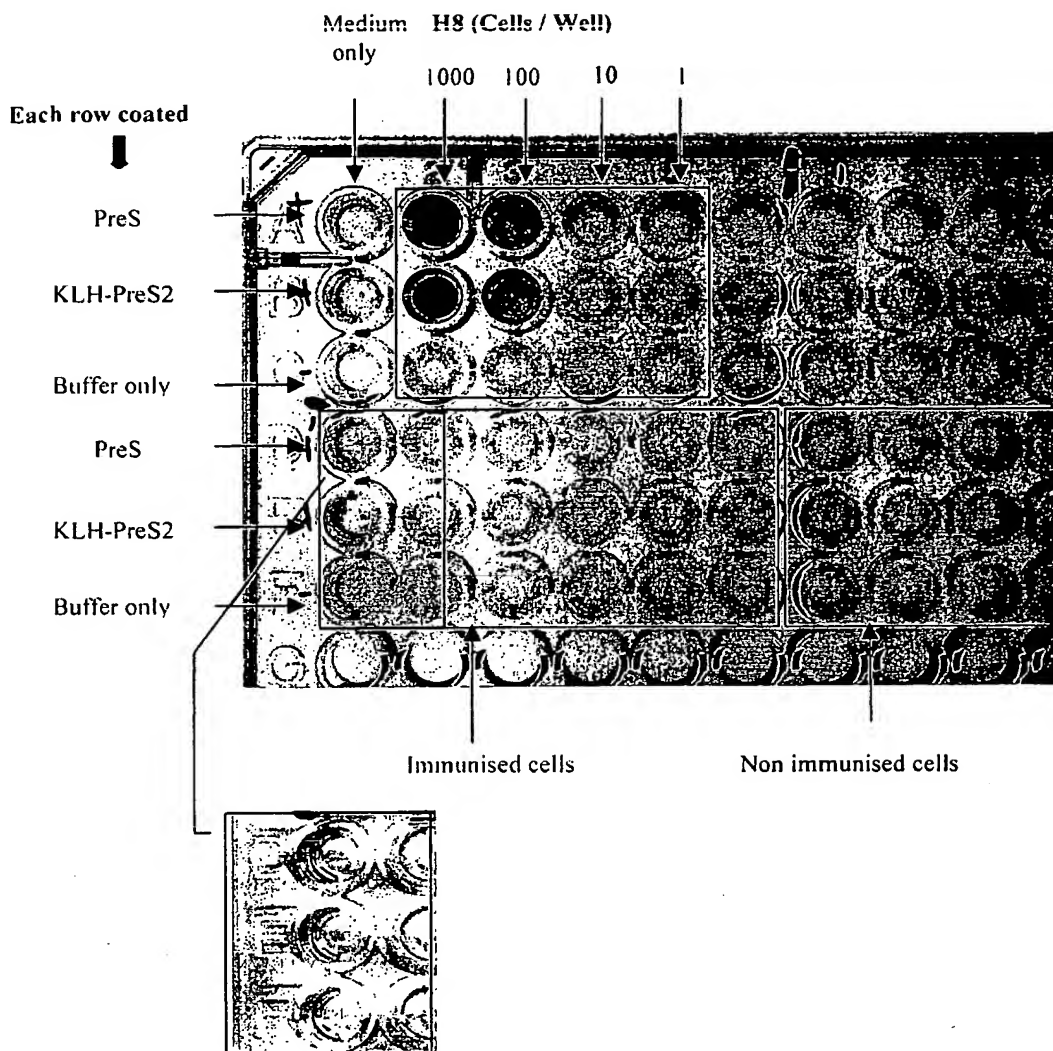 Medium H8 (Cells / Well)
only
1000 100 10 1
Each row coated
PreS
A
KLH-PreS2
Buffer only
PreS
KLH-PreS2
Buffer only
F
G
Immunised cells Non immunised cells